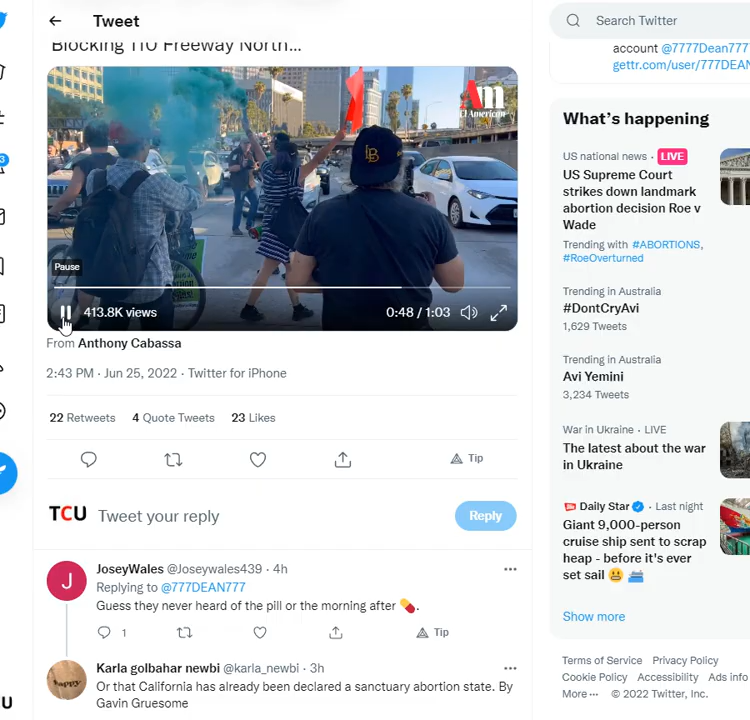 Tweet
Search Twitter
Blocking 110 Freeway North...
account @7777Dean777
gettr.com/user/777DEAN
Am
El American
LB
Pause
413.8K views
0:48 / 1:03
From Anthony Cabassa
2:43 PM · Jun 25, 2022 · Twitter for iPhone
22 Retweets 4 Quote Tweets 23 Likes
Tip
TCU Tweet your reply
Reply
J
JoseyWales @Joseywales439 · 4h
Replying to @777DEAN777
Guess they never heard of the pill or the morning after 💊.
1
Tip
happy
Karla golbahar newbi @karla_newbi · 3h
Or that California has already been declared a sanctuary abortion state. By
Gavin Gruesome
What's happening
US national news · LIVE
US Supreme Court
strikes down landmark
abortion decision Roe v
Wade
Trending with #ABORTIONS,
#RoeOverturned
Trending in Australia
#DontCryAvi
1,629 Tweets
Trending in Australia
Avi Yemini
3,234 Tweets
War in Ukraine · LIVE
The latest about the war
in Ukraine
Daily Star · Last night
Giant 9,000-person
cruise ship sent to scrap
heap - before it's ever
set sail 😬 🚢
Show more
Terms of Service Privacy Policy
Cookie Policy Accessibility Ads info
More ··· © 2022 Twitter, Inc.
3
U